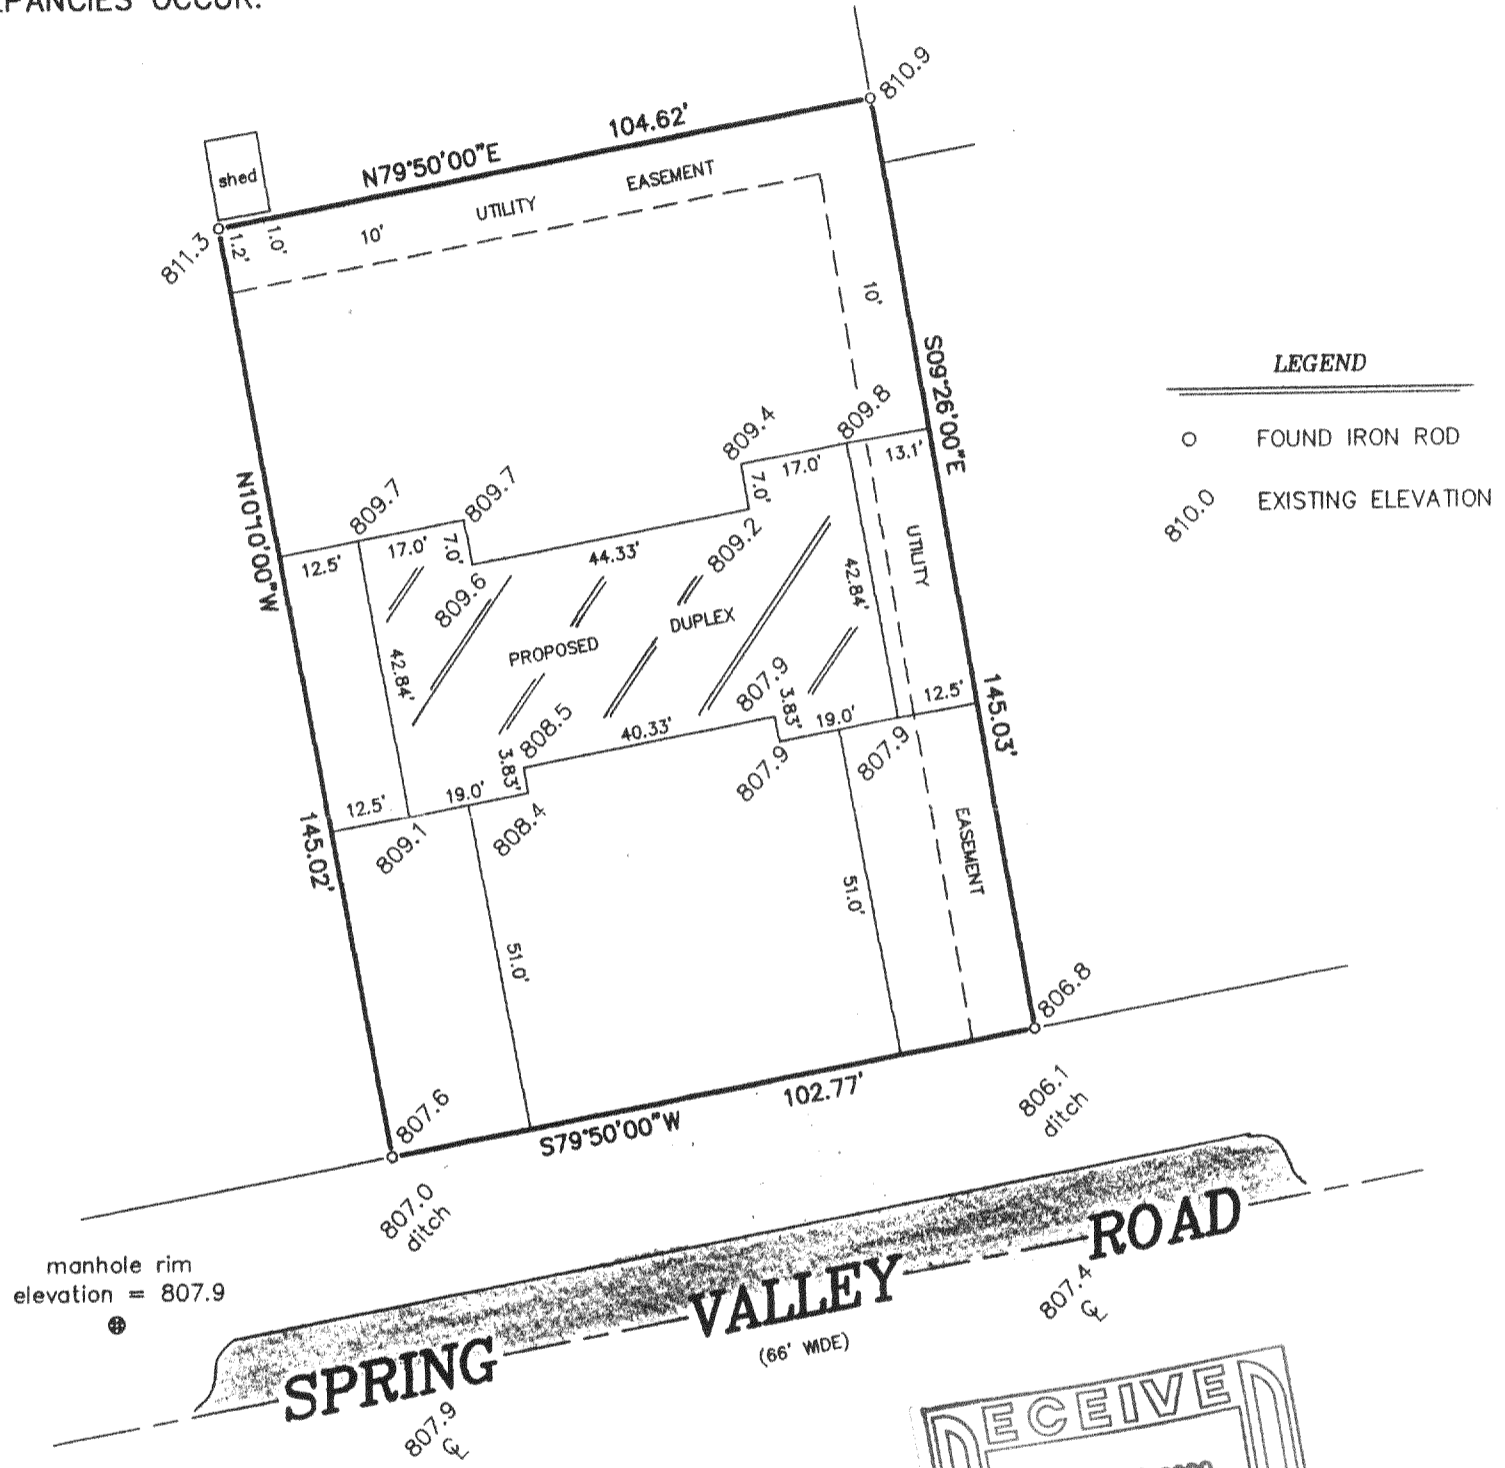 EPANCIES OCCUR.
810.9
104.62'
N79°50'00"E
shed
UTILITY EASEMENT
10'
811.3
1.2'
1.0'
10'
S09°26'00"E
LEGEND
FOUND IRON ROD
810.0 EXISTING ELEVATION
809.8
809.4
17.0'
13.1'
7.0'
N10°10'00"W
809.7
809.7
12.5'
17.0'
7.0'
44.33'
809.2
809.6
UTILITY
42.84'
PROPOSED DUPLEX
42.84'
807.9
3.83'
12.5'
145.03'
808.5
40.33'
19.0'
3.83'
807.9
807.9
12.5'
19.0'
809.1
808.4
145.02'
EASEMENT
51.0'
51.0'
806.8
807.6
102.77'
S79°50'00"W
806.1
ditch
807.0
ditch
manhole rim
elevation = 807.9
SPRING VALLEY ROAD
(66' WIDE)
807.4
℄
807.9
℄
ECEIVE